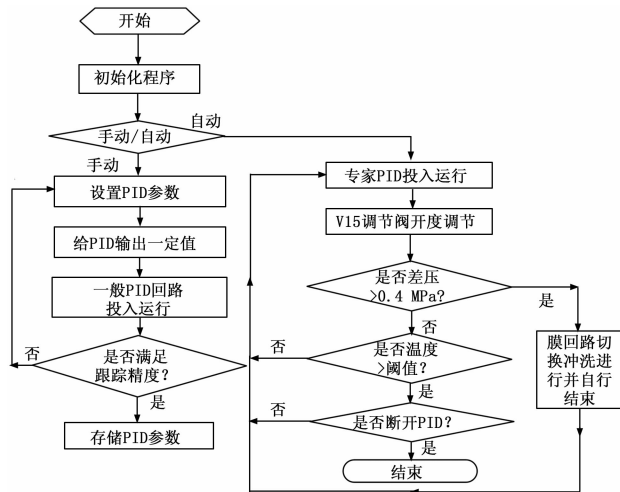 开始
初始化程序
手动/自动
自动
手动
设置PID参数
给PID输出一定值
一般PID回路
投入运行
是否满足
跟踪精度?
否
是
存储PID参数
专家PID投入运行
V15调节阀开度调节
是否差压
>0.4 MPa?
是
否
膜回路切
换冲洗进
行并自行
结束
是否温度
>阈值?
否
是
是否断开PID?
否
是
结束